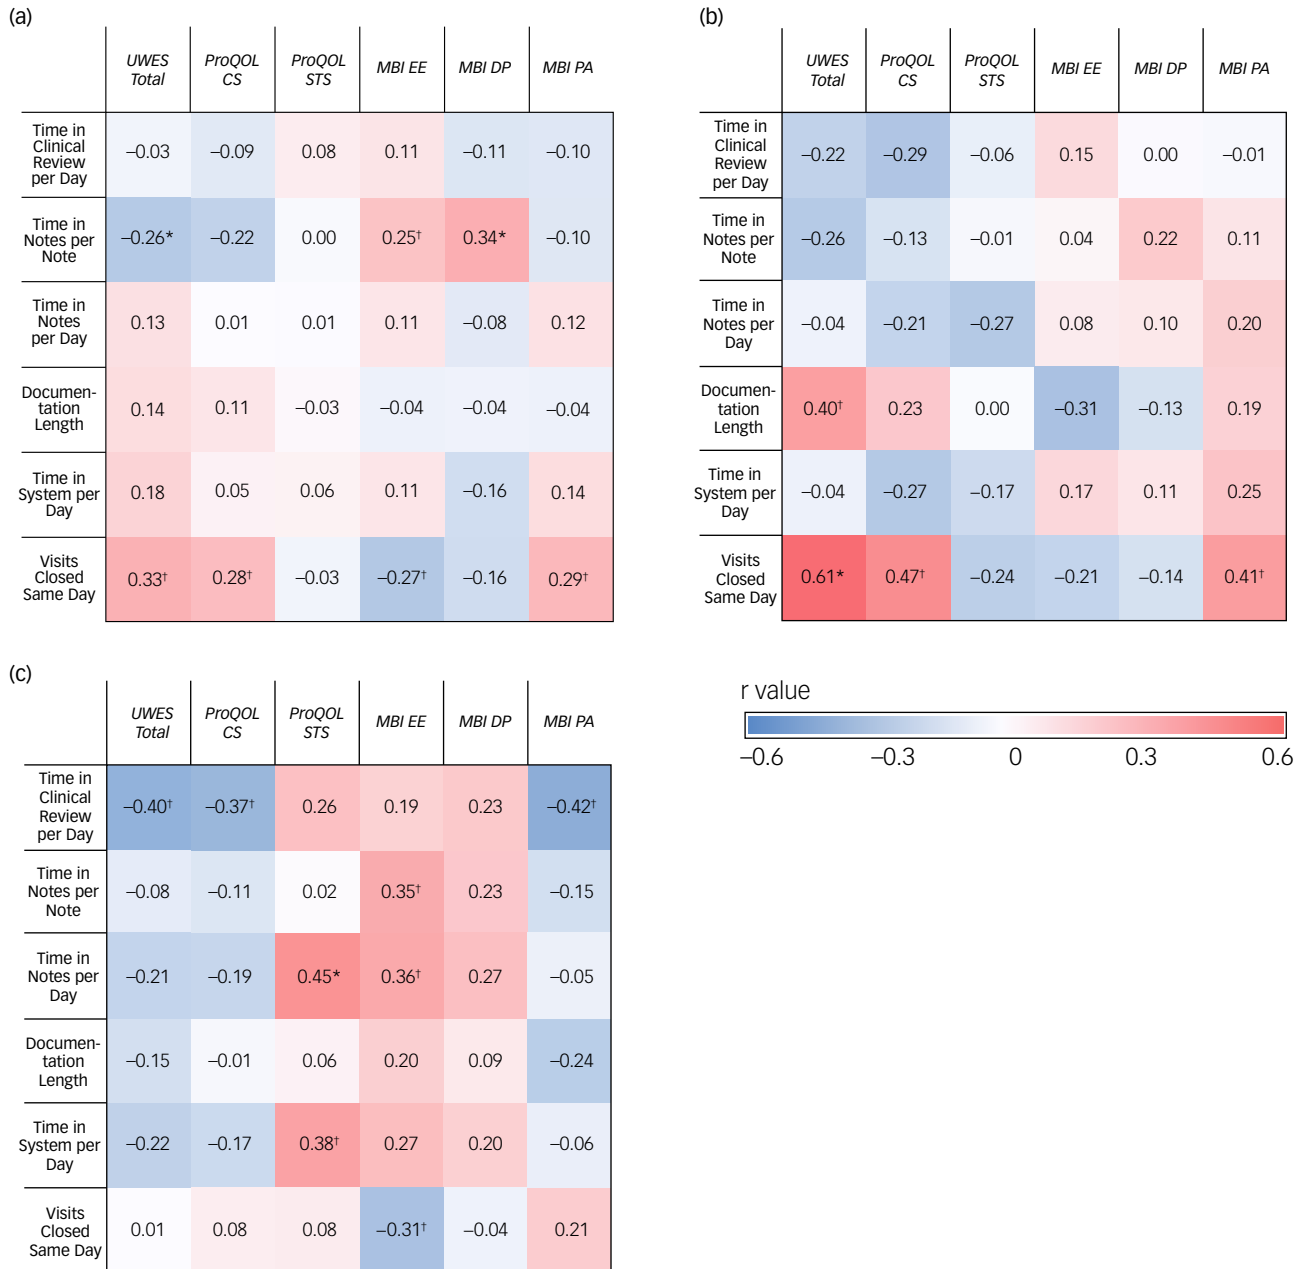 (a)
UWES Total ProQOL CS ProQOL STS MBI EE MBI DP MBI PA
Time in Clinical Review per Day −0.03 −0.09 0.08 0.11 −0.11 −0.10
Time in Notes per Note −0.26* −0.22 0.00 0.25† 0.34* −0.10
Time in Notes per Day 0.13 0.01 0.01 0.11 −0.08 0.12
Documen-tation Length 0.14 0.11 −0.03 −0.04 −0.04 −0.04
Time in System per Day 0.18 0.05 0.06 0.11 −0.16 0.14
Visits Closed Same Day 0.33† 0.28† −0.03 −0.27† −0.16 0.29†
(b)
UWES Total ProQOL CS ProQOL STS MBI EE MBI DP MBI PA
Time in Clinical Review per Day −0.22 −0.29 −0.06 0.15 0.00 −0.01
Time in Notes per Note −0.26 −0.13 −0.01 0.04 0.22 0.11
Time in Notes per Day −0.04 −0.21 −0.27 0.08 0.10 0.20
Documen-tation Length 0.40† 0.23 0.00 −0.31 −0.13 0.19
Time in System per Day −0.04 −0.27 −0.17 0.17 0.11 0.25
Visits Closed Same Day 0.61* 0.47† −0.24 −0.21 −0.14 0.41†
(c)
UWES Total ProQOL CS ProQOL STS MBI EE MBI DP MBI PA
Time in Clinical Review per Day −0.40† −0.37† 0.26 0.19 0.23 −0.42†
Time in Notes per Note −0.08 −0.11 0.02 0.35† 0.23 −0.15
Time in Notes per Day −0.21 −0.19 0.45* 0.36† 0.27 −0.05
Documen-tation Length −0.15 −0.01 0.06 0.20 0.09 −0.24
Time in System per Day −0.22 −0.17 0.38† 0.27 0.20 −0.06
Visits Closed Same Day 0.01 0.08 0.08 −0.31† −0.04 0.21
r value
−0.6 −0.3 0 0.3 0.6